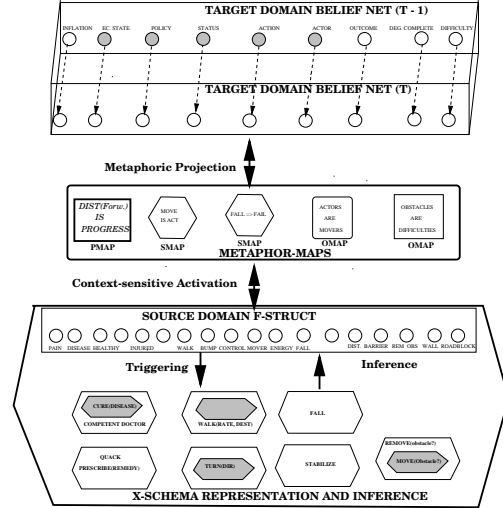 TARGET DOMAIN BELIEF NET (T - 1)
INFLATION EC. STATE POLICY STATUS ACTION ACTOR OUTCOME DEG. COMPLETE DIFFICULTY
TARGET DOMAIN BELIEF NET (T)
Metaphoric Projection
DIST(Forw.)
IS
PROGRESS
PMAP
MOVE
IS ACT
SMAP
FALL => FAIL
SMAP
ACTORS
ARE
MOVERS
OMAP
OBSTACLES
ARE
DIFFICULTIES
OMAP
METAPHOR-MAPS
Context-sensitive Activation
SOURCE DOMAIN F-STRUCT
PAIN DISEASE HEALTHY INJURED WALK BUMP CONTROL MOVER ENERGY FALL DIST. BARRIER REM OBS WALL ROADBLOCK
Triggering
Inference
CURE(DISEASE)
COMPETENT DOCTOR
WALK(RATE, DEST)
FALL
QUACK
PRESCRIBE(REMEDY)
TURN(DIR)
STABILIZE
REMOVE(obstacle?)
MOVE(Obstacle?)
X-SCHEMA REPRESENTATION AND INFERENCE